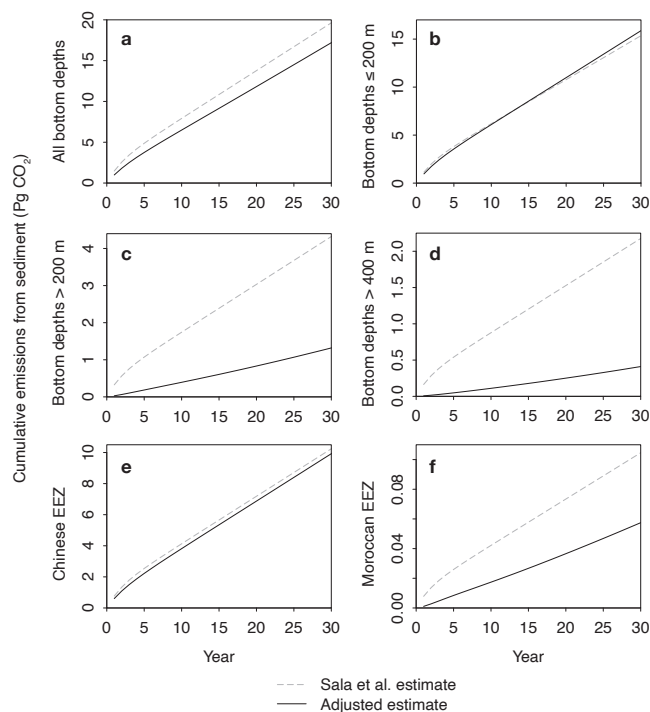 Cumulative emissions from sediment (Pg CO₂)
a
All bottom depths
0 5 10 15 20
0 5 10 15 20 25 30
b
Bottom depths ≤ 200 m
0 5 10 15
0 5 10 15 20 25 30
c
Bottom depths > 200 m
0 1 2 3 4
0 5 10 15 20 25 30
d
Bottom depths > 400 m
0.0 0.5 1.0 1.5 2.0
0 5 10 15 20 25 30
e
Chinese EEZ
0 2 4 6 8 10
0 5 10 15 20 25 30
Year
f
Moroccan EEZ
0.00 0.04 0.08
0 5 10 15 20 25 30
Year
Sala et al. estimate
Adjusted estimate